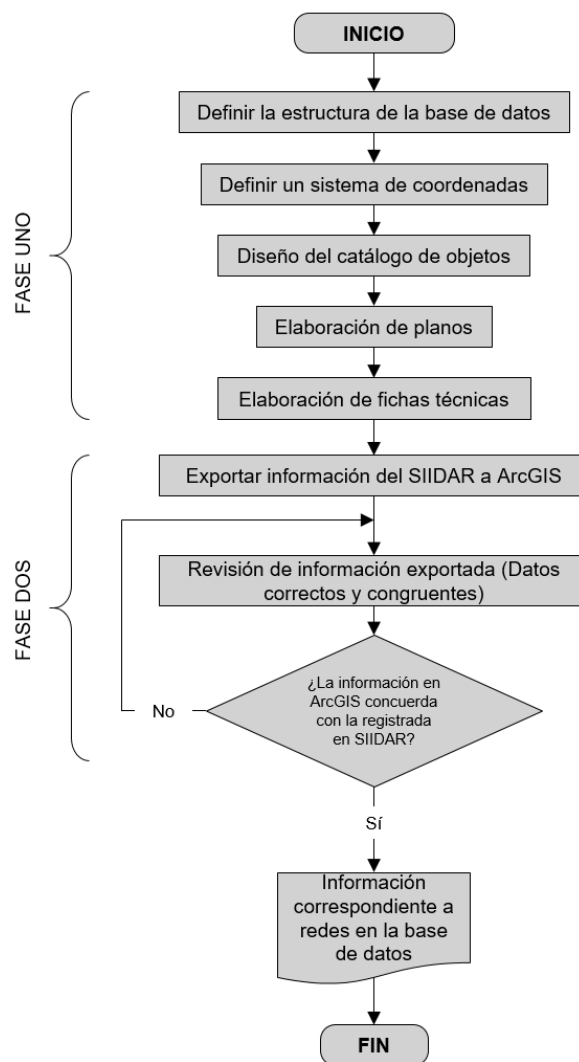 INICIO
FASE UNO
Definir la estructura de la base de datos
Definir un sistema de coordenadas
Diseño del catálogo de objetos
Elaboración de planos
Elaboración de fichas técnicas
FASE DOS
Exportar información del SIIDAR a ArcGIS
Revisión de información exportada (Datos
correctos y congruentes)
¿La información en
ArcGIS concuerda
con la registrada
en SIIDAR?
No
Sí
Información
correspondiente a
redes en la base
de datos
FIN